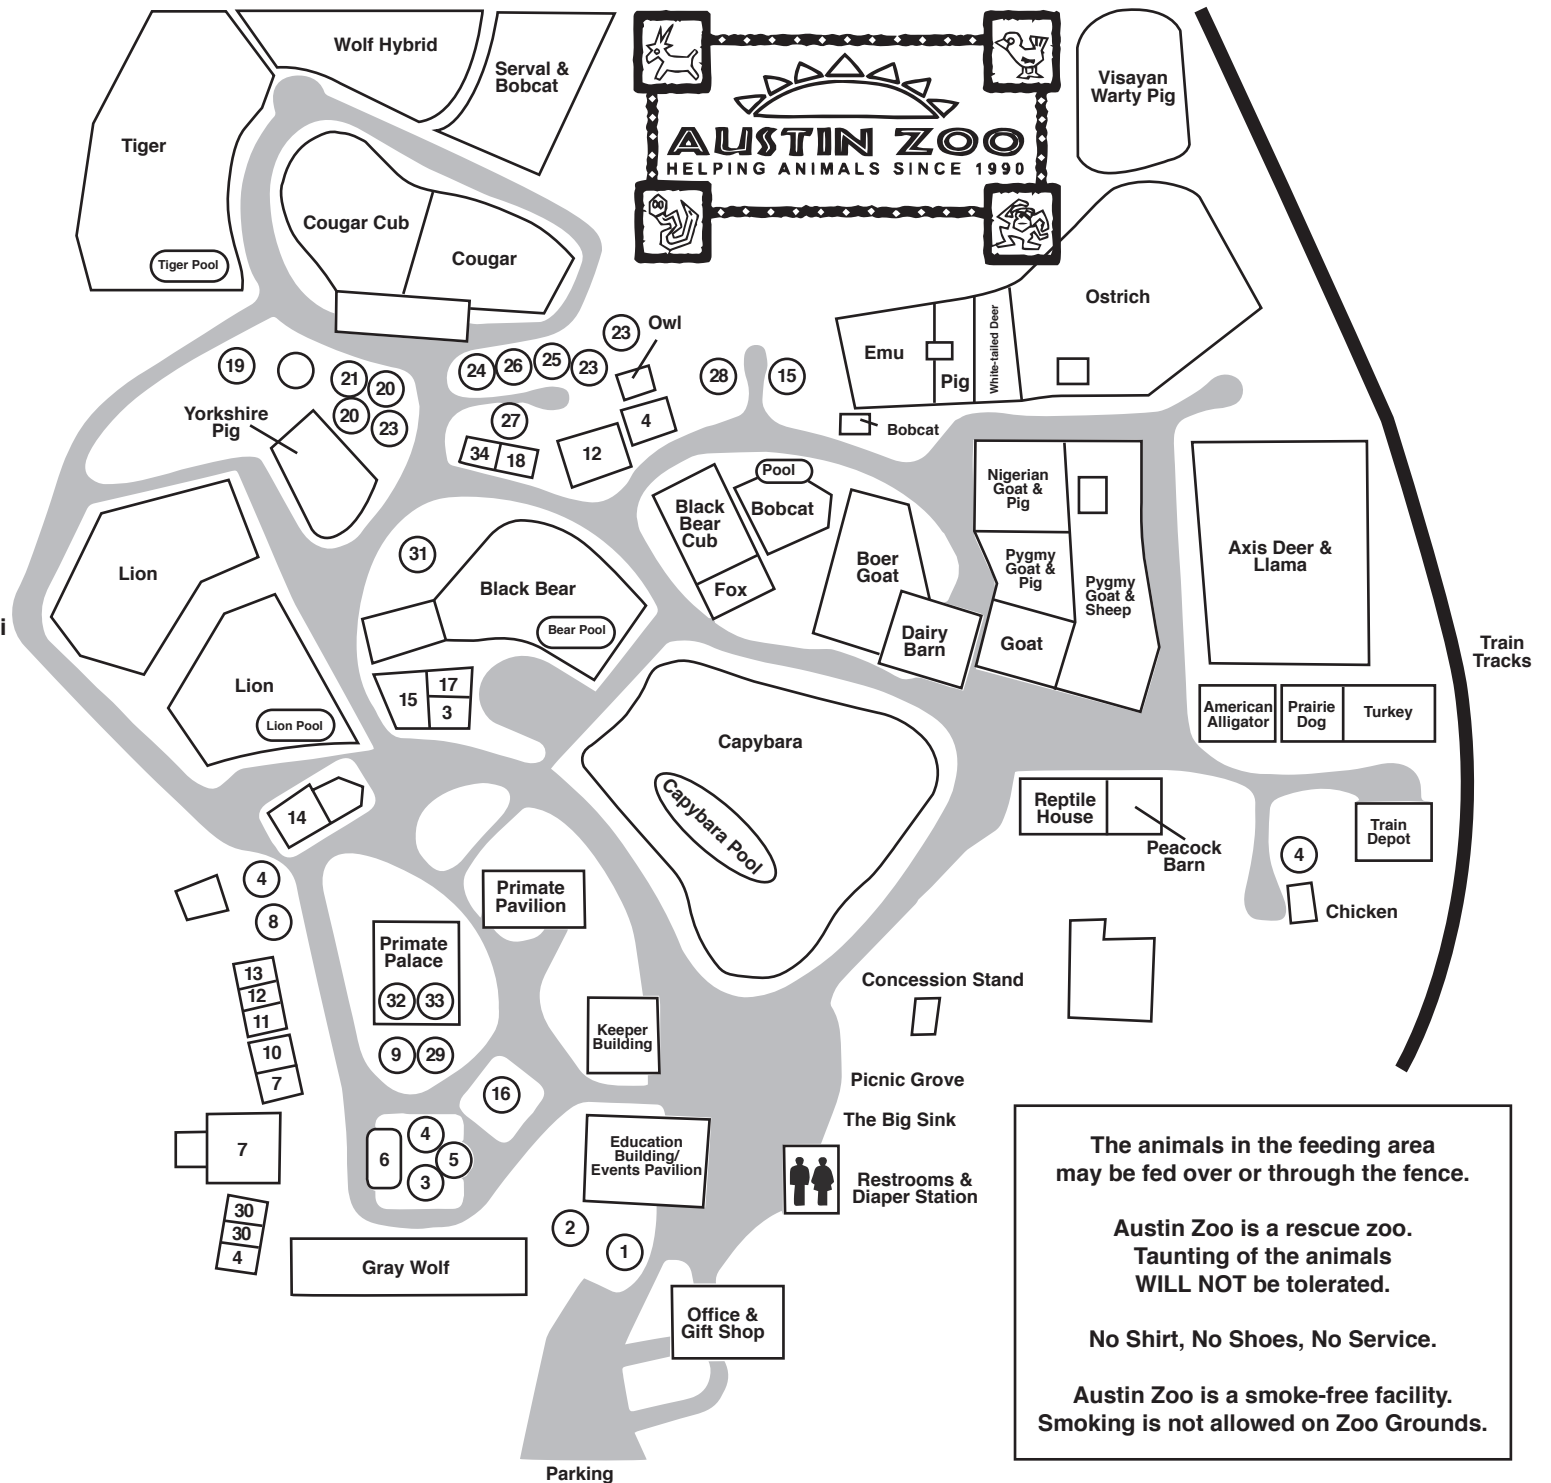 Wolf Hybrid
Serval &
Bobcat
Tiger
Tiger Pool
Cougar Cub
Cougar
AUSTIN ZOO
HELPING ANIMALS SINCE 1990
Visayan
Warty Pig
Ostrich
Emu
Pig
White-tailed Deer
Bobcat
Owl
23
19
21
20
20
23
24
26
25
23
28
15
27
4
34
18
12
Yorkshire
Pig
Lion
Lion
Lion Pool
i
31
Black Bear
Bear Pool
15
17
3
Black
Bear
Cub
Fox
Pool
Bobcat
Boer
Goat
Dairy
Barn
Nigerian
Goat &
Pig
Pygmy
Goat &
Pig
Goat
Pygmy
Goat &
Sheep
Axis Deer &
Llama
Train
Tracks
American
Alligator
Prairie
Dog
Turkey
Capybara
Capybara Pool
Reptile
House
Peacock
Barn
Train
Depot
4
Chicken
14
4
8
13
12
11
10
7
7
30
30
4
Primate
Pavilion
Primate
Palace
32
33
9
29
16
4
5
6
3
Gray Wolf
Keeper
Building
Education
Building/
Events Pavilion
2
1
Concession Stand
Picnic Grove
The Big Sink
Restrooms &
Diaper Station
Office &
Gift Shop
Parking
The animals in the feeding area
may be fed over or through the fence.
Austin Zoo is a rescue zoo.
Taunting of the animals
WILL NOT be tolerated.
No Shirt, No Shoes, No Service.
Austin Zoo is a smoke-free facility.
Smoking is not allowed on Zoo Grounds.